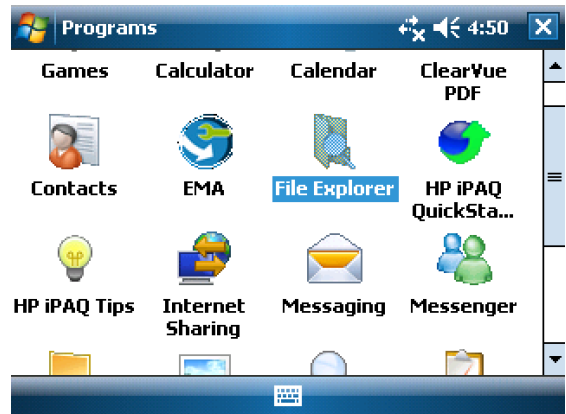 Programs 4:50
Games Calculator Calendar ClearVue
PDF
Contacts EMA File Explorer HP iPAQ
QuickSta...
HP iPAQ Tips Internet Messaging Messenger
Sharing